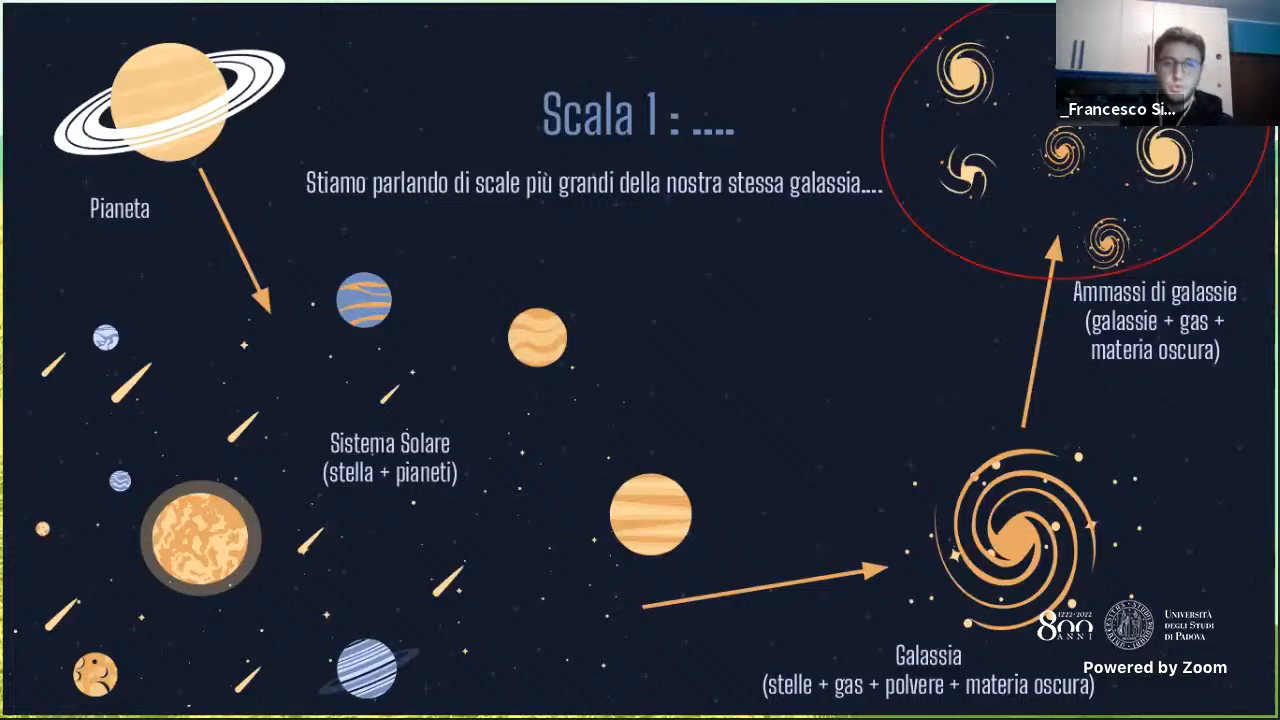 Scala 1 : ....
Stiamo parlando di scale più grandi della nostra stessa galassia....
_Francesco Si...
Pianeta
Ammassi di galassie
(galassie + gas +
materia oscura)
Sistema Solare
(stella + pianeti)
1222·2022
800
ANNI
UNIVERSITÀ
DEGLI STUDI
DI PADOVA
Powered by Zoom
Galassia
(stelle + gas + polvere + materia oscura)